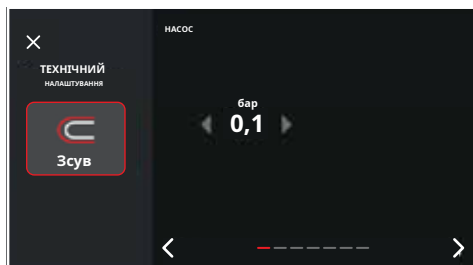 НАСОС
ТЕХНІЧНИЙ
НАЛАШТУВАННЯ
бар
0,1
Зсув